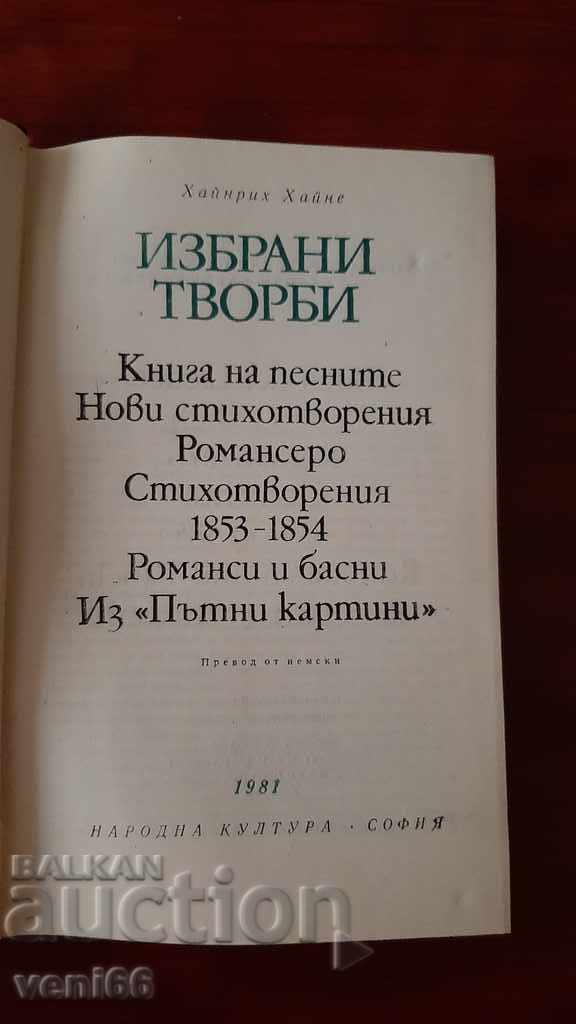 Хайнрих Хайне
ИЗБРАНИ
ТВОРБИ
Книга на песните
Нови стихотворения
Романсеро
Стихотворения
1853-1854
Романси и басни
Из «Пътни картини»
Превод от немски
1981
НАРОДНА КУЛТУРА · СОФИЯ
BALKAN
auction
veni66